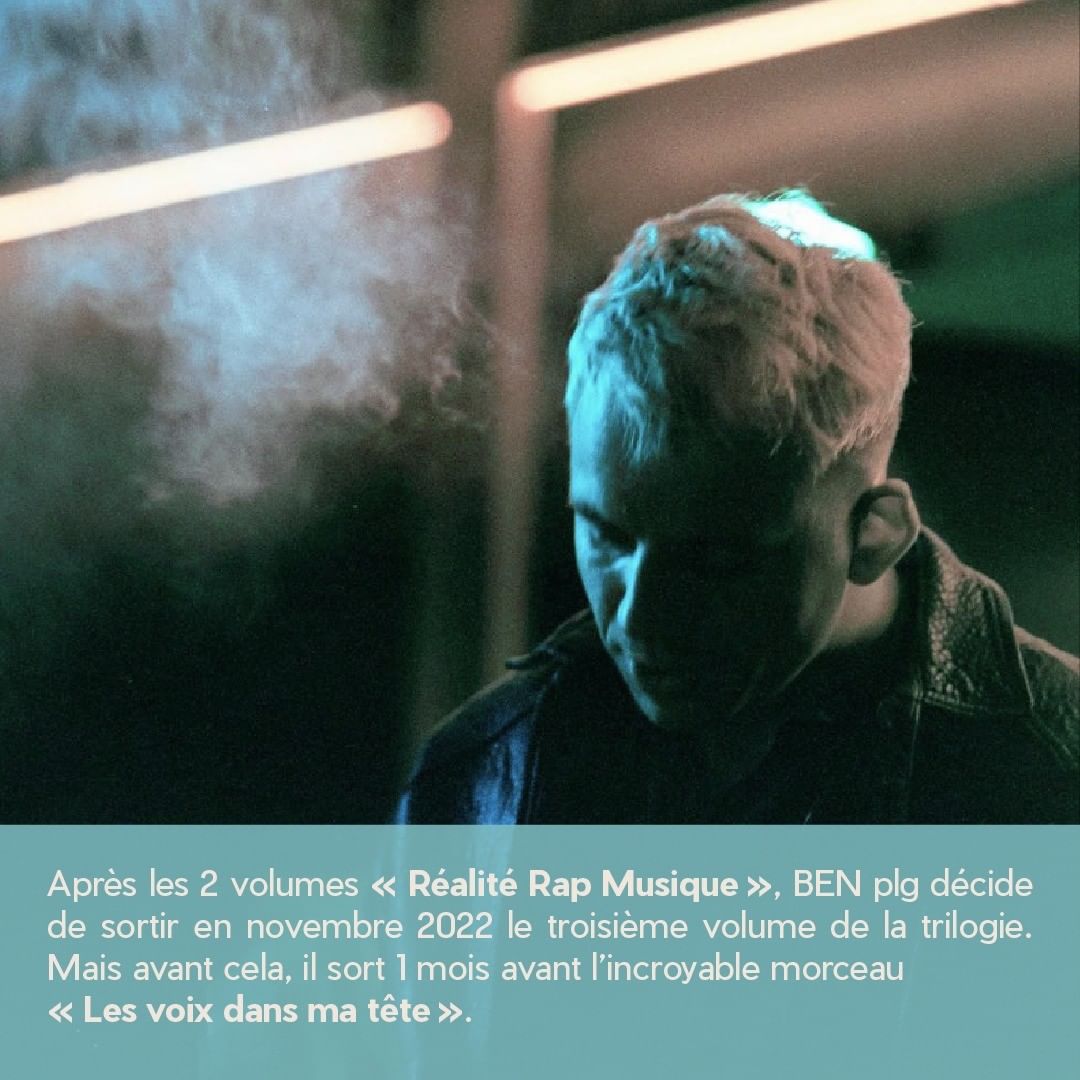 Après les 2 volumes « Réalité Rap Musique », BEN plg décide
de sortir en novembre 2022 le troisième volume de la trilogie.
Mais avant cela, il sort 1 mois avant l’incroyable morceau
« Les voix dans ma tête ».